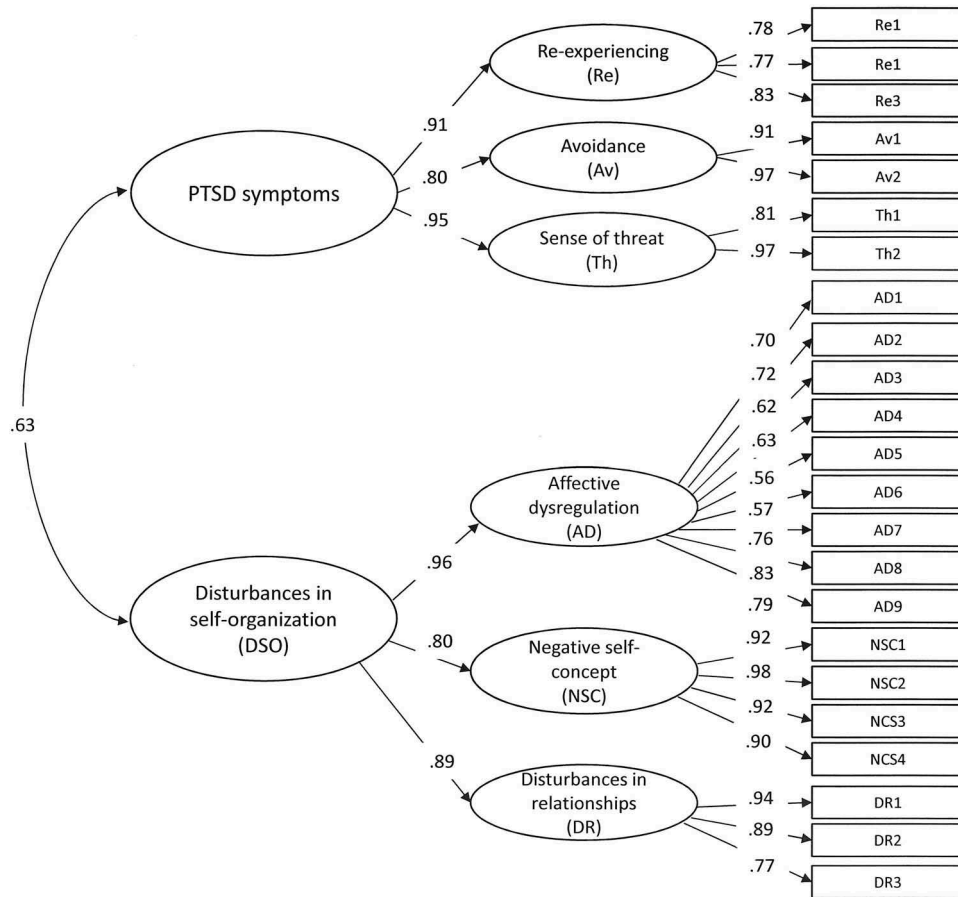 .78
Re1
Re-experiencing
(Re)
.77
Re1
.83
Re3
.91
.91
Av1
Avoidance
(Av)
.80
.97
Av2
PTSD symptoms
.95
.81
Th1
Sense of threat
(Th)
.97
Th2
AD1
.70
AD2
.72
AD3
.62
AD4
.63
.63
AD5
.56
Affective
dysregulation
(AD)
AD6
.57
AD7
.76
.96
AD8
.83
Disturbances in
self-organization
(DSO)
.79
AD9
.80
.92
NSC1
Negative self-
concept
(NSC)
.98
NSC2
.92
NCS3
.90
NCS4
.89
Disturbances in
relationships
(DR)
.94
DR1
.89
DR2
.77
DR3